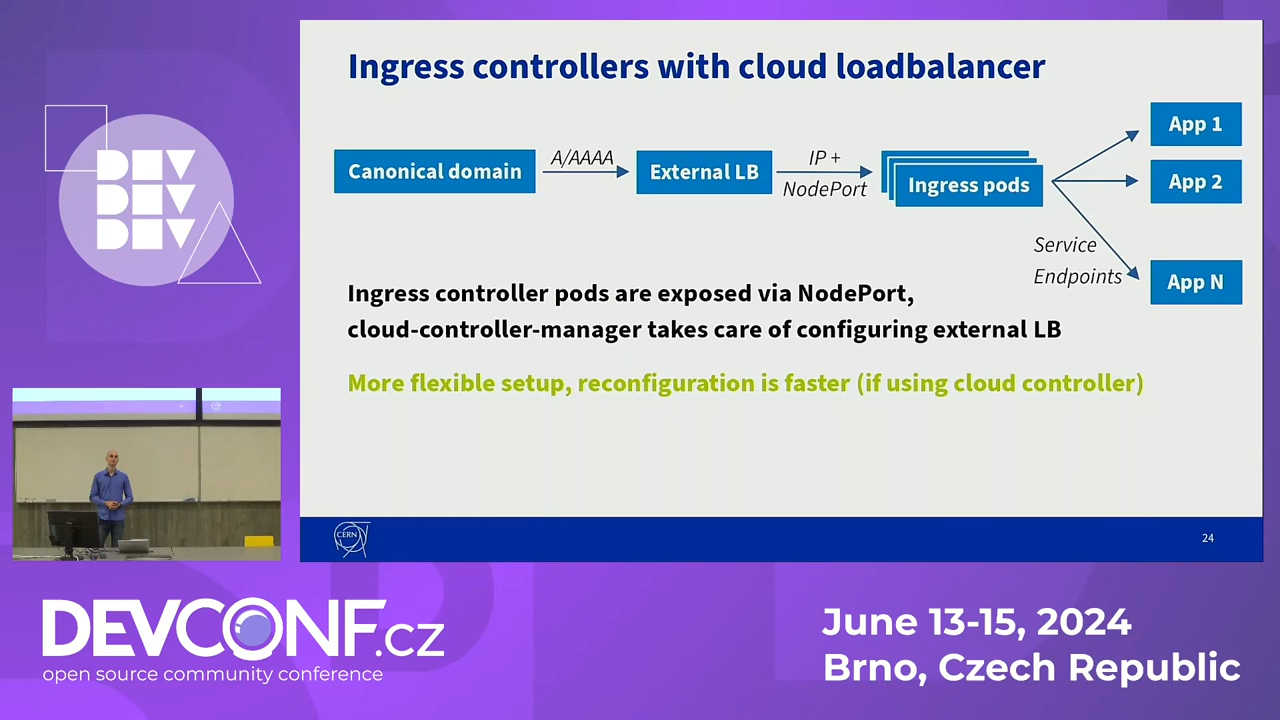 Ingress controllers with cloud loadbalancer
Canonical domain
A/AAAA
External LB
IP +
NodePort
Ingress pods
App 1
App 2
Service
Endpoints
App N
Ingress controller pods are exposed via NodePort,
cloud-controller-manager takes care of configuring external LB
More flexible setup, reconfiguration is faster (if using cloud controller)
CERN
24
DEV
DEV
DEV
DEVCONF.cz
open source community conference
June 13-15, 2024
Brno, Czech Republic